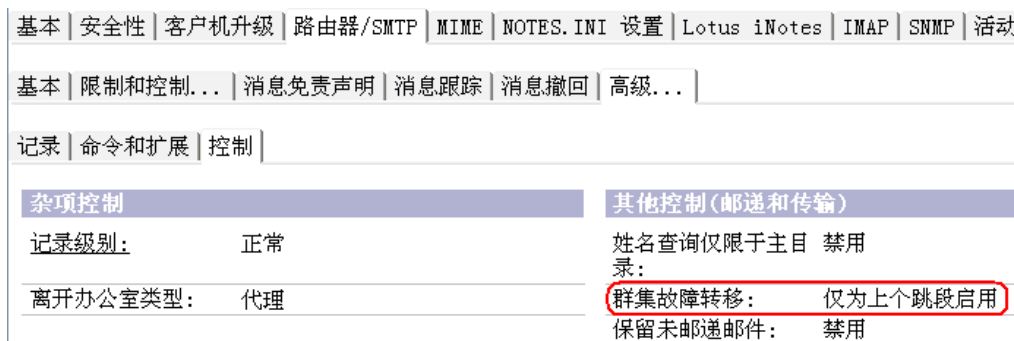 基本 安全性 客户机升级 路由器/SMTP MIME NOTES.INI 设置 Lotus iNotes IMAP SNMP 活动
基本 限制和控制... 消息免责声明 消息跟踪 消息撤回 高级...
记录 命令和扩展 控制
杂项控制 其他控制(邮递和传输)
记录级别: 正常 姓名查询仅限于主目 禁用
录:
离开办公室类型: 代理 群集故障转移: 仅为上个跳段启用
保留未邮递邮件: 禁用